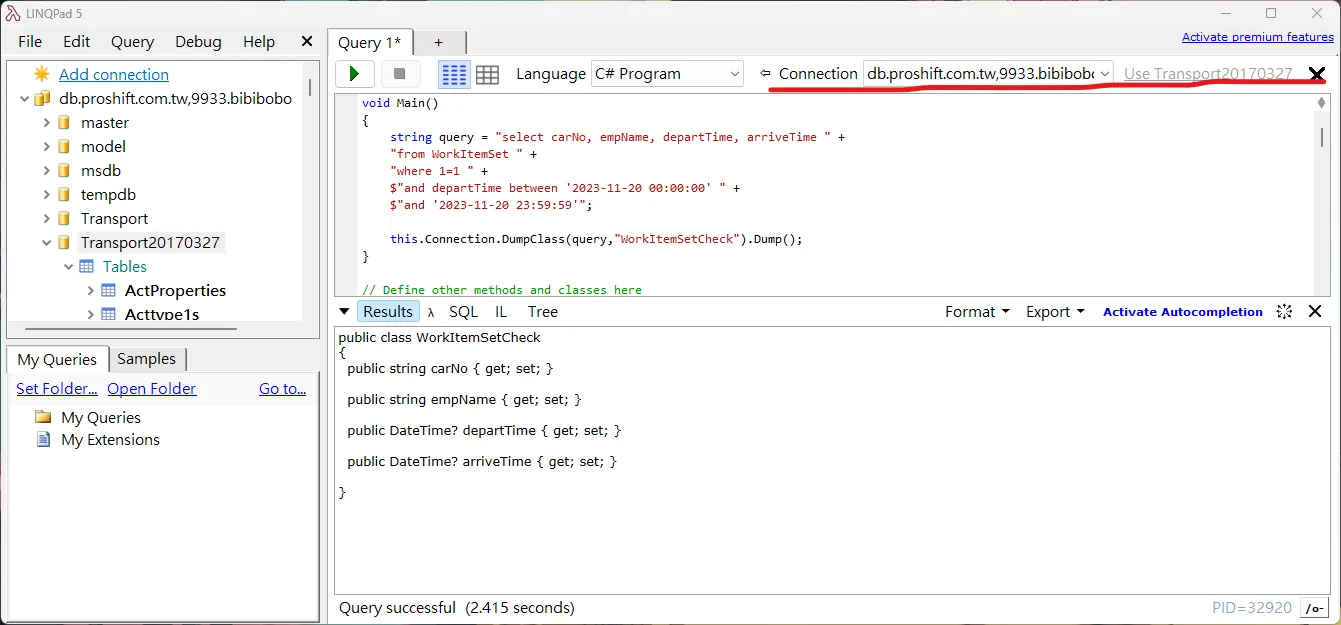 LINQPad 5
File Edit Query Debug Help
Add connection
db.proshift.com.tw,9933.bibibobo
master
model
msdb
tempdb
Transport
Transport20170327
Tables
ActProperties
Acttype1s
My Queries Samples
Set Folder... Open Folder Go to...
My Queries
My Extensions
Query 1* +
Activate premium features
Language C# Program Connection db.proshift.com.tw,9933.bibibobo Use Transport20170327
void Main()
{
string query = "select carNo, empName, departTime, arriveTime " +
"from WorkItemSet " +
"where 1=1 " +
$"and departTime between '2023-11-20 00:00:00' " +
$"and '2023-11-20 23:59:59'";
this.Connection.DumpClass(query,"WorkItemSetCheck").Dump();
}
// Define other methods and classes here
Results λ SQL IL Tree Format Export Activate Autocompletion
public class WorkItemSetCheck
{
public string carNo { get; set; }
public string empName { get; set; }
public DateTime? departTime { get; set; }
public DateTime? arriveTime { get; set; }
}
Query successful (2.415 seconds) PID=32920 /o-